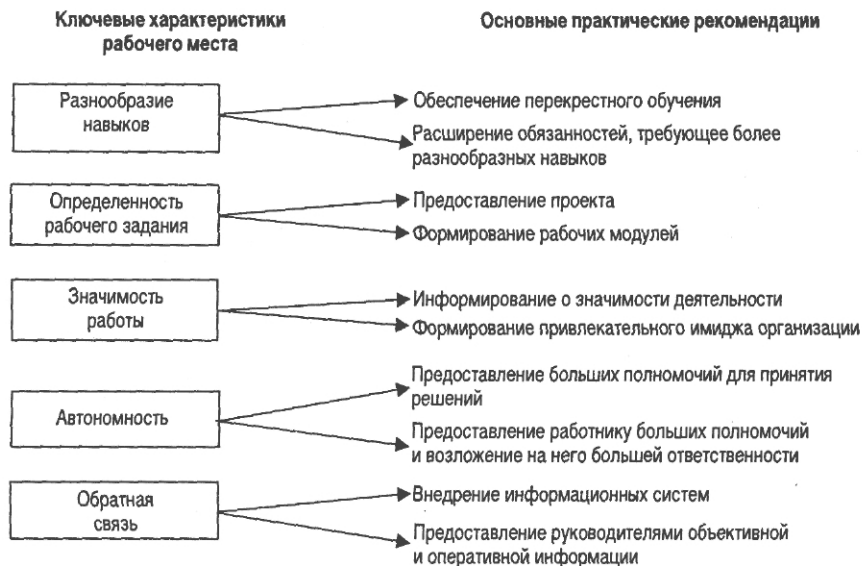 Ключевые характеристики
рабочего места
Основные практические рекомендации
Разнообразие
навыков
Обеспечение перекрестного обучения
Расширение обязанностей, требующее более
разнообразных навыков
Определенность
рабочего задания
Предоставление проекта
Формирование рабочих модулей
Значимость
работы
Информирование о значимости деятельности
Формирование привлекательного имиджа организации
Автономность
Предоставление больших полномочий для принятия
решений
Предоставление работнику больших полномочий
и возложение на него большей ответственности
Обратная
связь
Внедрение информационных систем
Предоставление руководителями объективной
и оперативной информации